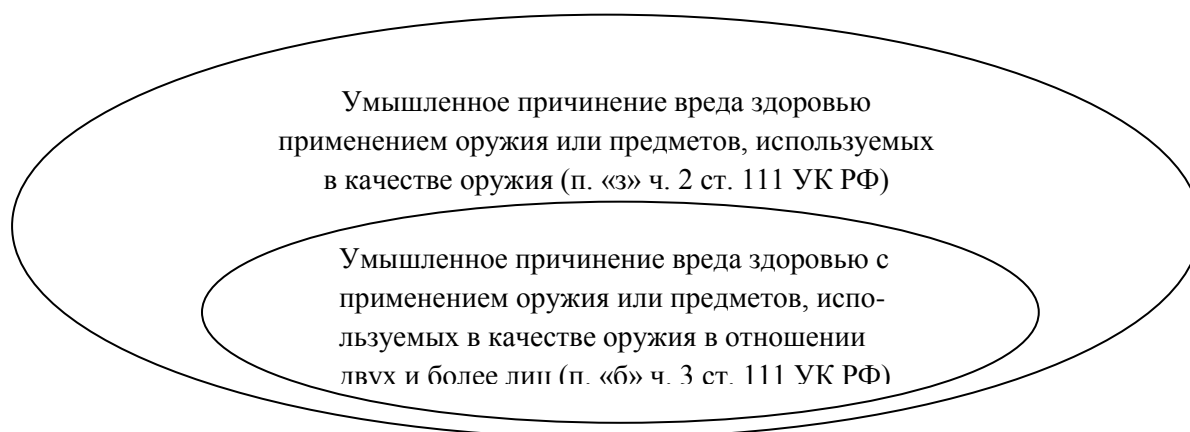 Умышленное причинение вреда здоровью
применением оружия или предметов, используемых
в качестве оружия (п. «з» ч. 2 ст. 111 УК РФ)
Умышленное причинение вреда здоровью с
применением оружия или предметов, испо-
льзуемых в качестве оружия в отношении
двух и более лиц (п. «б» ч. 3 ст. 111 УК РФ)